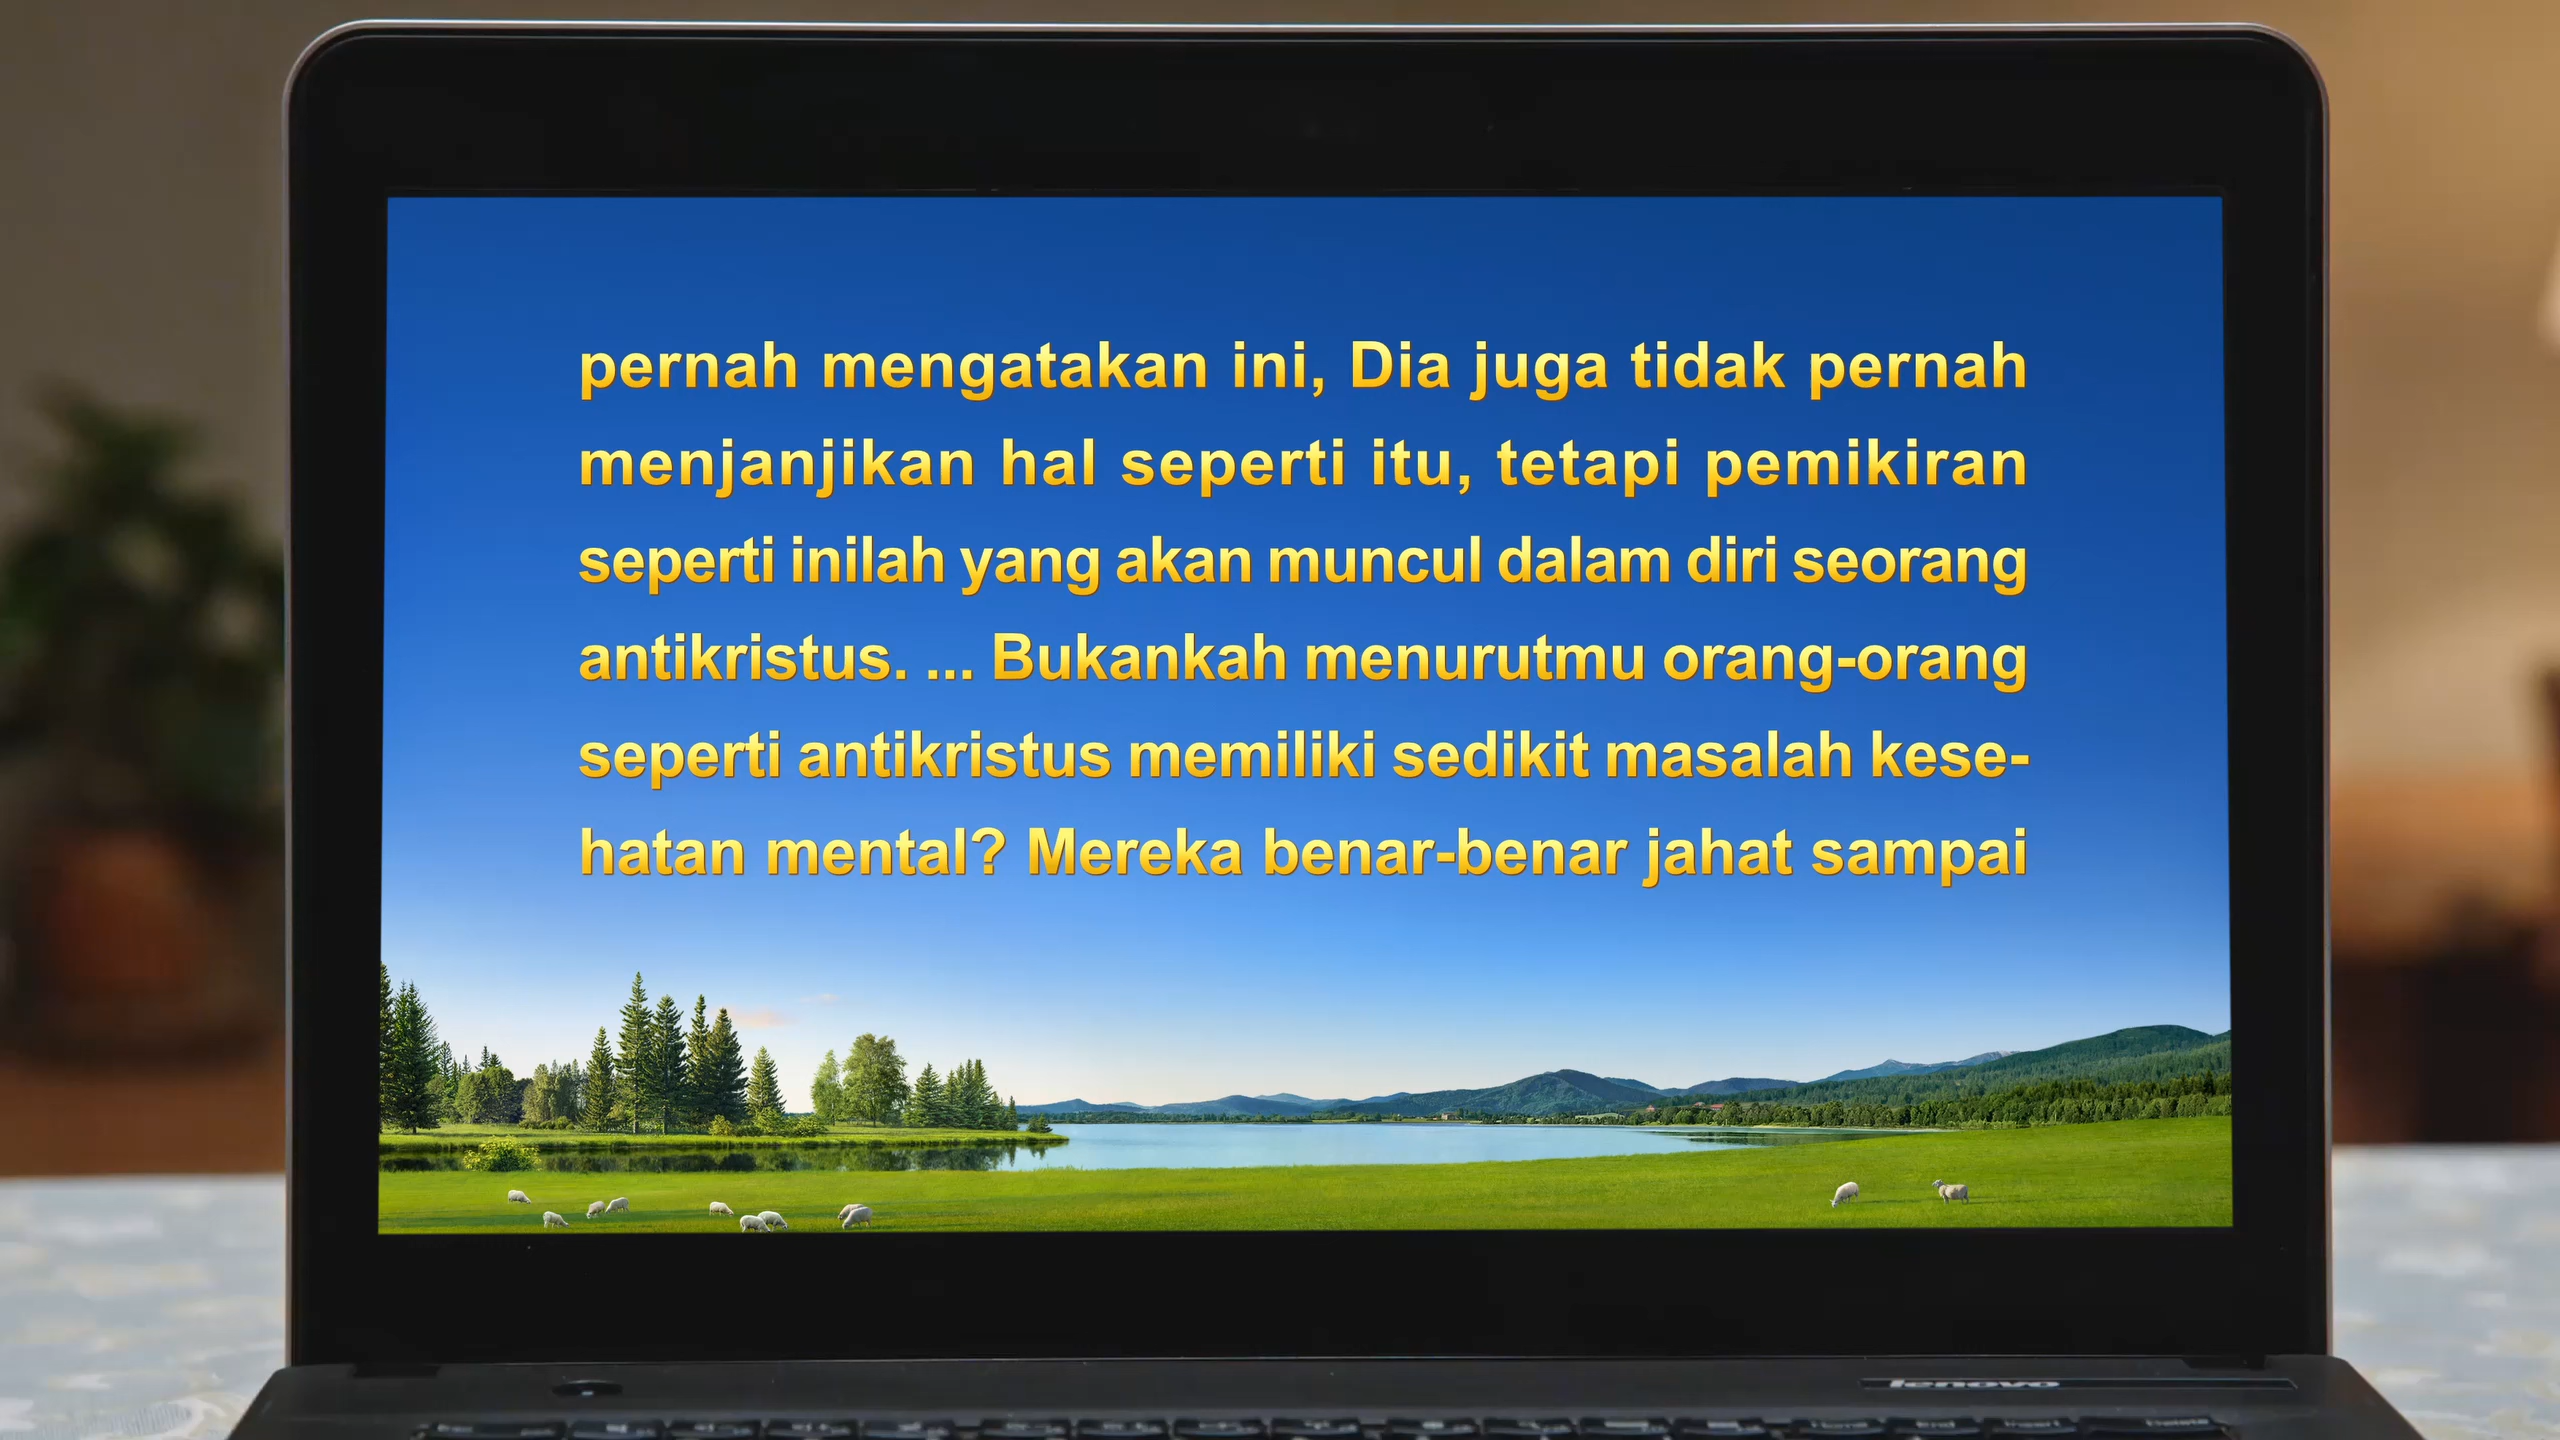 pernah mengatakan ini, Dia juga tidak pernah
menjanjikan hal seperti itu, tetapi pemikiran
seperti inilah yang akan muncul dalam diri seorang
antikristus. ... Bukankah menurutmu orang-orang
seperti antikristus memiliki sedikit masalah kese-
hatan mental? Mereka benar-benar jahat sampai
lenovo